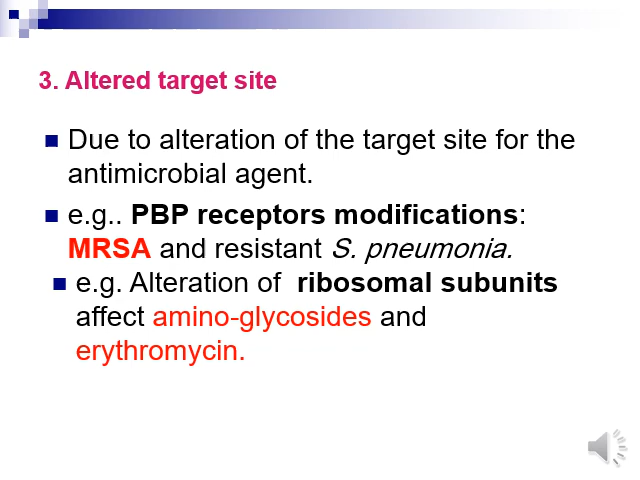 3. Altered target site
Due to alteration of the target site for the
antimicrobial agent.
e.g.. PBP receptors modifications:
MRSA and resistant S. pneumonia.
e.g. Alteration of ribosomal subunits
affect amino-glycosides and
erythromycin.